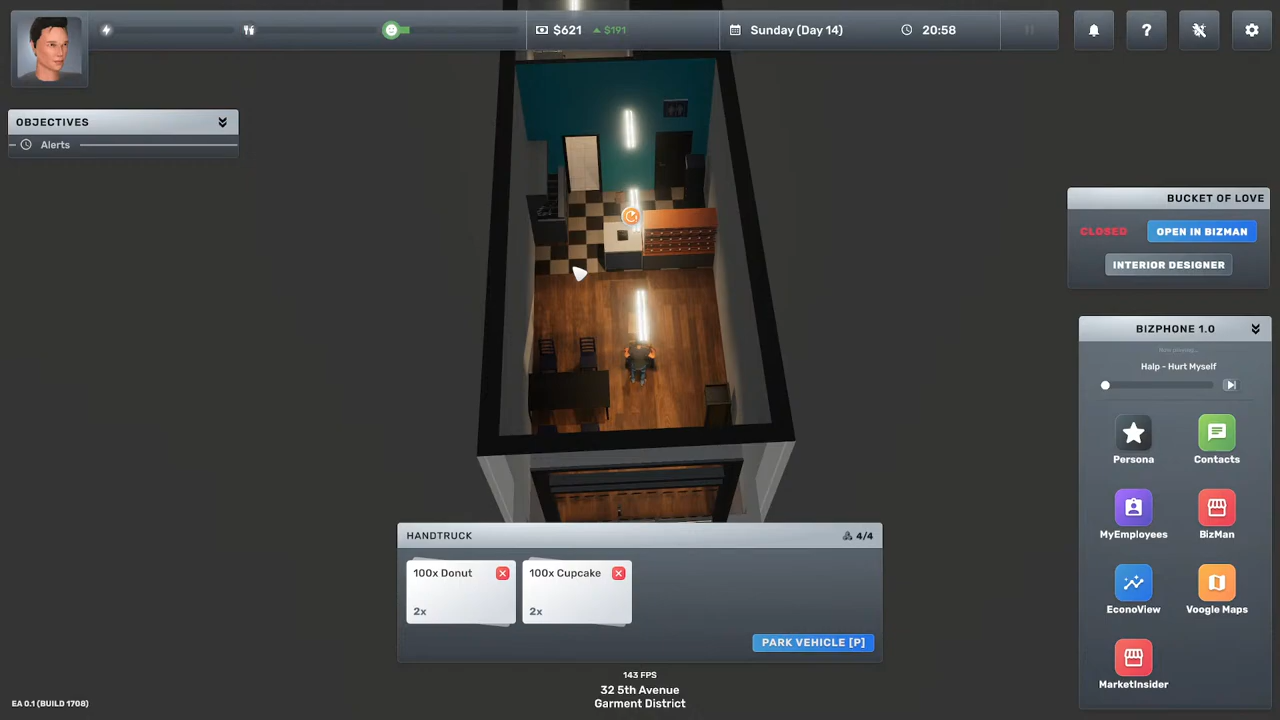 $621
$191
Sunday (Day 14)
20:58
?
OBJECTIVES
Alerts
BUCKET OF LOVE
CLOSED
OPEN IN BIZMAN
INTERIOR DESIGNER
BIZPHONE 1.0
Now playing...
Halp - Hurt Myself
Persona
Contacts
MyEmployees
BizMan
EconoView
Voogle Maps
MarketInsider
HANDTRUCK
4/4
100x Donut
2x
100x Cupcake
2x
PARK VEHICLE [P]
143 FPS
32 5th Avenue
Garment District
EA 0.1 (BUILD 1708)